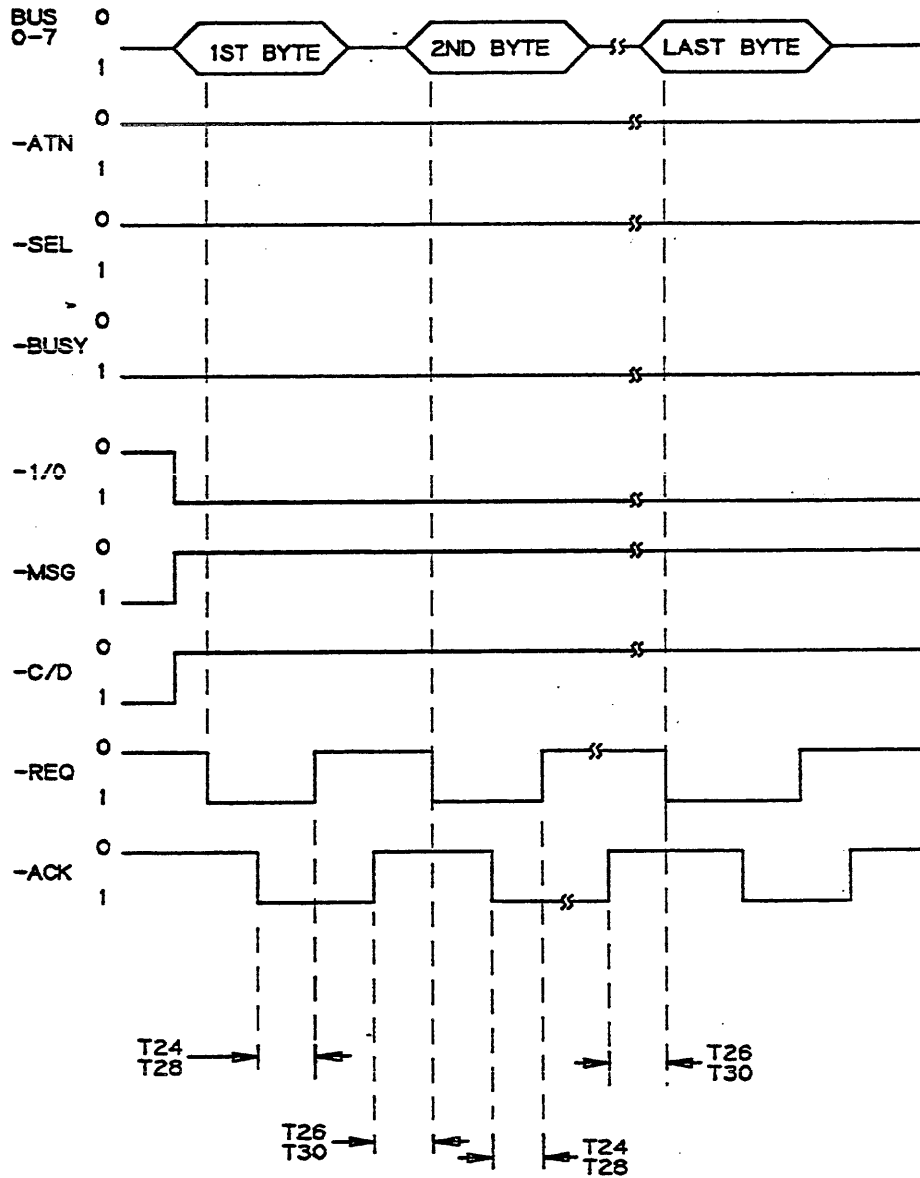 BUS 0
0-7
1
1ST BYTE 2ND BYTE LAST BYTE
0
-ATN
1
0
-SEL
1
0
-BUSY
1
0
-1/0
1
0
-MSG
1
0
-C/D
1
0
-REQ
1
0
-ACK
1
T24
T28
T26
T30
T26
T30
T24
T28